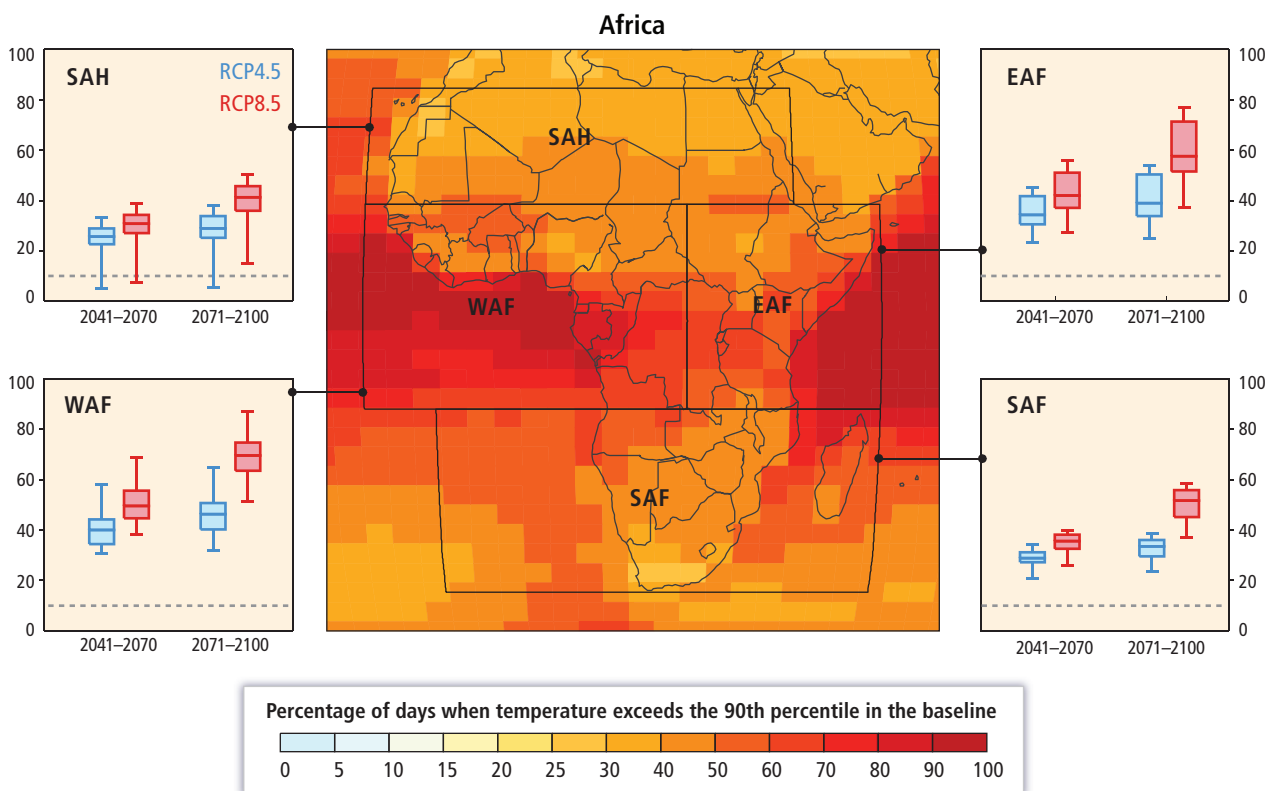 Africa
100
80
60
40
20
0
SAH
RCP4.5
RCP8.5
2041–2070
2071–2100
100
80
60
40
20
0
WAF
2041–2070
2071–2100
SAH
WAF
EAF
SAF
EAF
100
80
60
40
20
0
2041–2070
2071–2100
SAF
100
80
60
40
20
0
2041–2070
2071–2100
Percentage of days when temperature exceeds the 90th percentile in the baseline
0 5 10 15 20 25 30 40 50 60 70 80 90 100